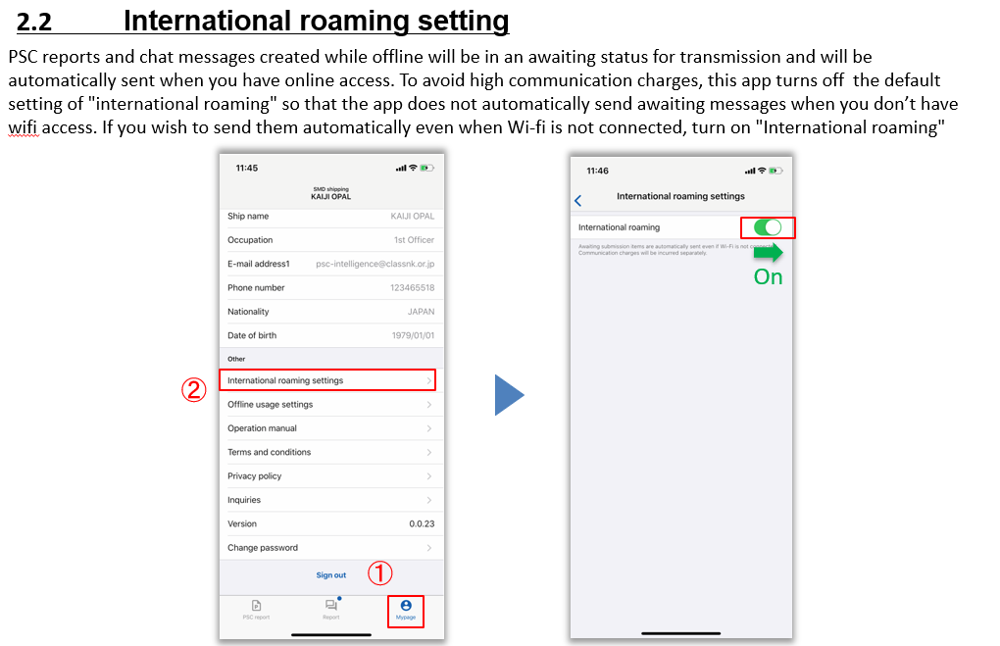 2.2 International roaming setting
PSC reports and chat messages created while offline will be in an awaiting status for transmission and will be
automatically sent when you have online access. To avoid high communication charges, this app turns off the default
setting of "international roaming" so that the app does not automatically send awaiting messages when you don’t have
wifi access. If you wish to send them automatically even when Wi-fi is not connected, turn on "International roaming"
11:45
SMD shipping
KAIJI OPAL
Ship name KAIJI OPAL
Occupation 1st Officer
E-mail address1 psc-intelligence@classnk.or.jp
Phone number 123465518
Nationality JAPAN
Date of birth 1979/01/01
Other
② International roaming settings
Offline usage settings
Operation manual
Terms and conditions
Privacy policy
Inquiries
Version 0.0.23
Change password
Sign out ①
PSC report Report Mypage
11:46
International roaming settings
International roaming
Awaiting submission items are automatically sent even if Wi-Fi is not
Communication charges will be incurred separately.
On